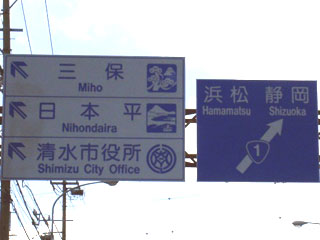 三保
Miho
日本平
Nihondaira
清水市役所
Shimizu City Office
浜松 静岡
Hamamatsu Shizuoka
1